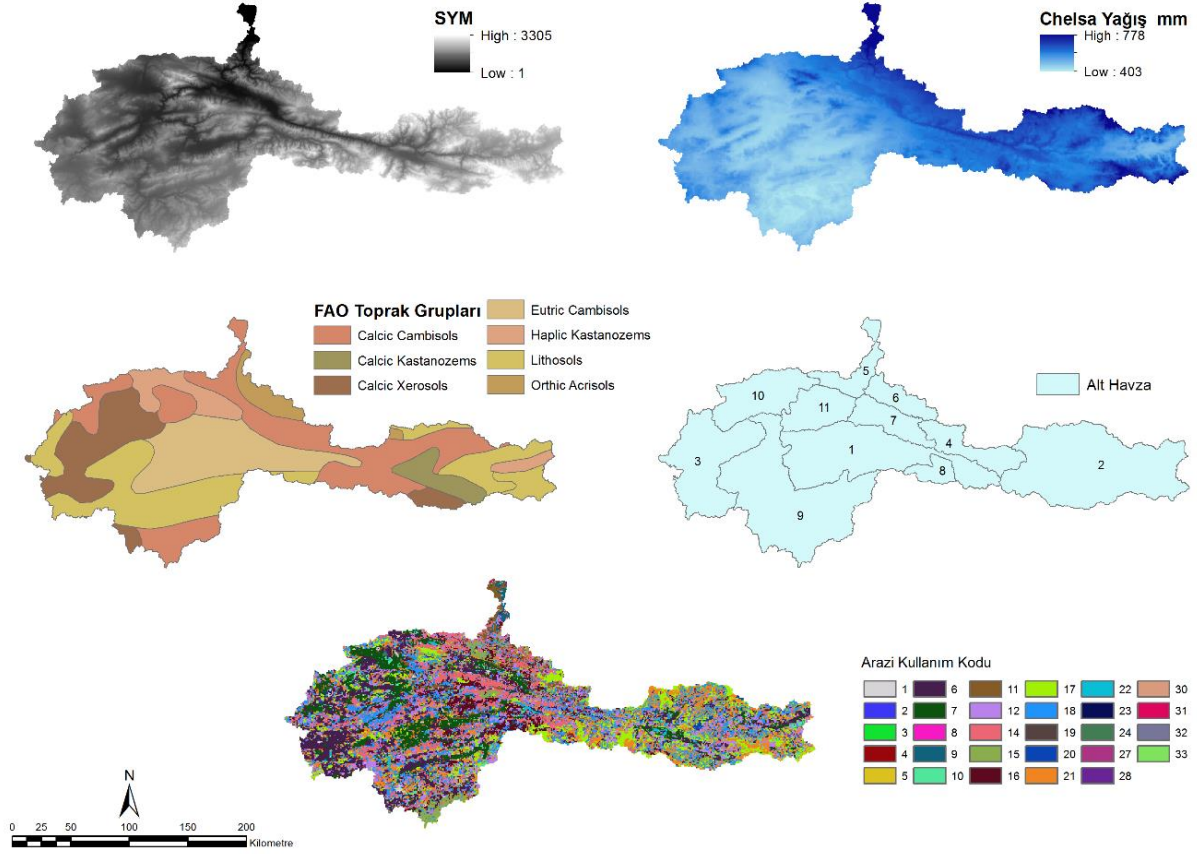 SYM
High : 3305
Low : 1
Chelsa Yağış mm
High : 778
Low : 403
FAO Toprak Grupları
Calcic Cambisols
Calcic Kastanozems
Calcic Xerosols
Eutric Cambisols
Haplic Kastanozems
Lithosols
Orthic Acrisols
Alt Havza
5
10
6
11
7
4
3
1
8
2
9
Arazi Kullanım Kodu
1 6 11 17 22 30
2 7 12 18 23 31
3 8 14 19 24 32
4 9 15 20 27 33
5 10 16 21 28
N
0 25 50 100 150 200
Kilometre